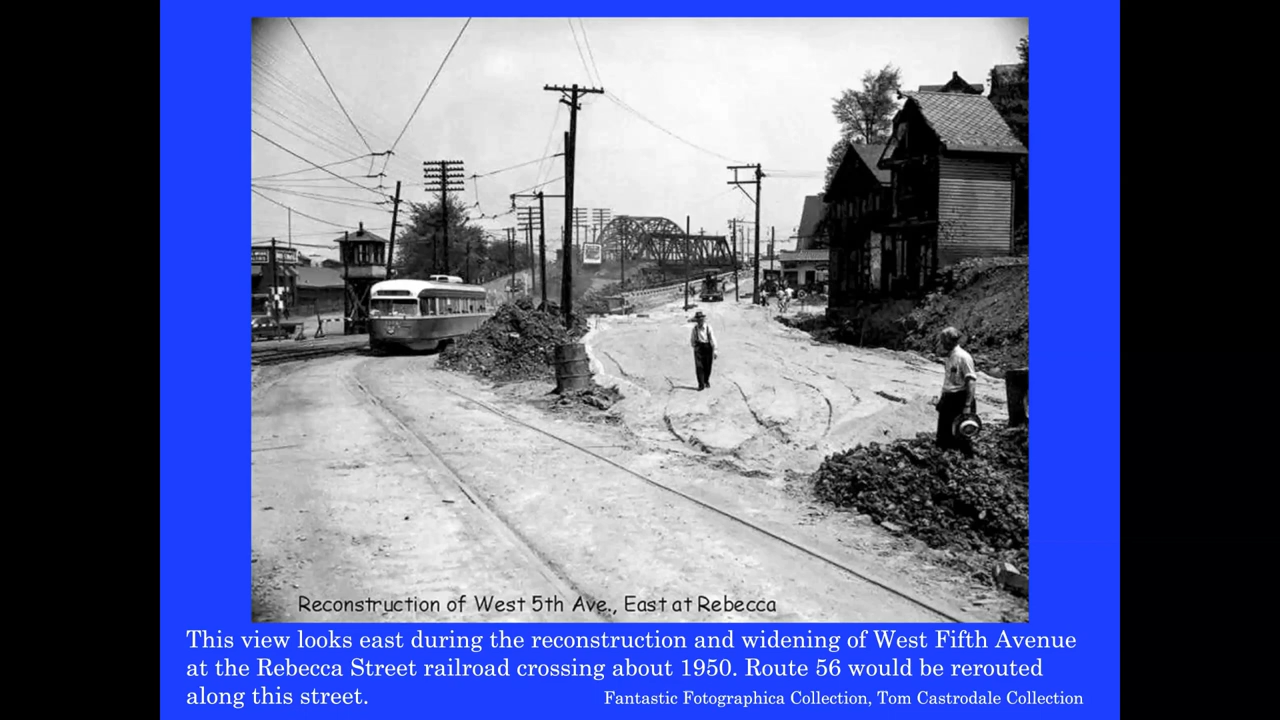 Reconstruction of West 5th Ave., East at Rebecca
This view looks east during the reconstruction and widening of West Fifth Avenue
at the Rebecca Street railroad crossing about 1950. Route 56 would be rerouted
along this street.
Fantastic Fotographica Collection, Tom Castrodale Collection